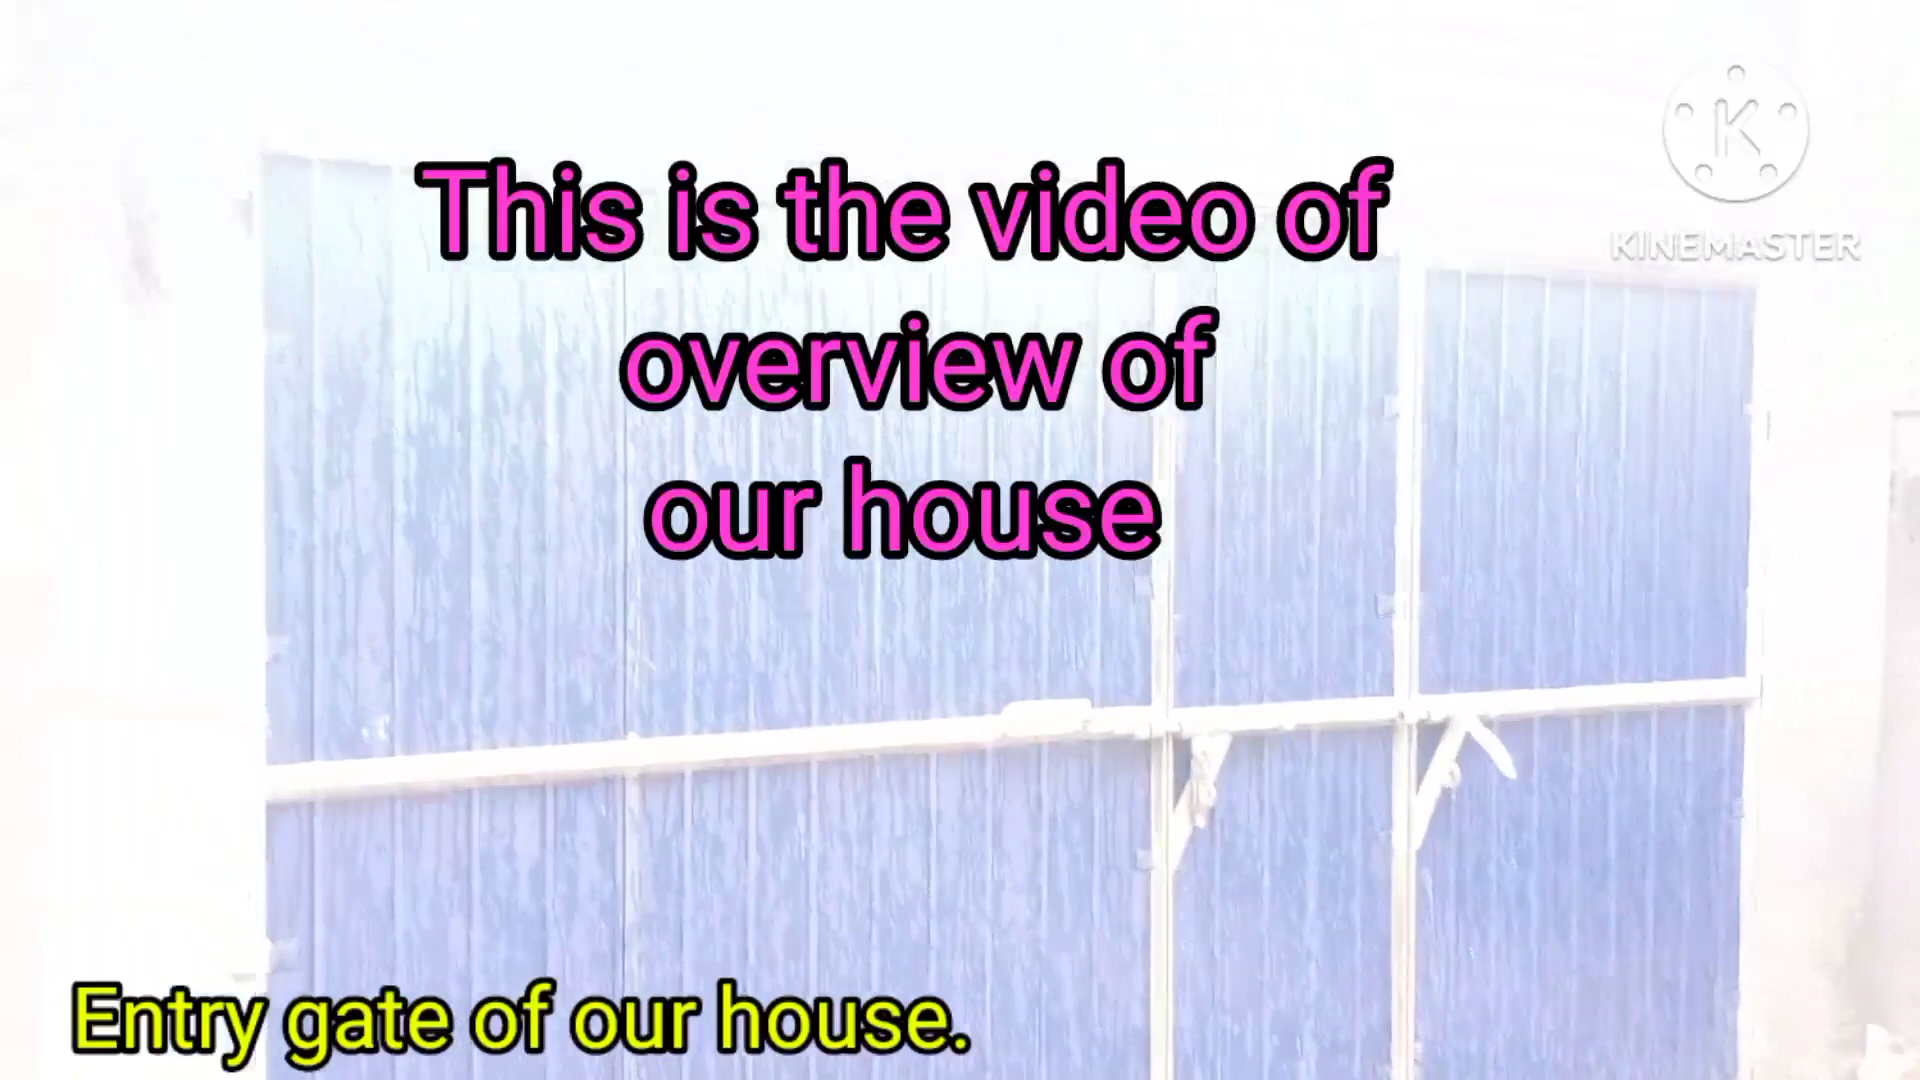 K
KINEMASTER
This is the video of
overview of
our house
Entry gate of our house.